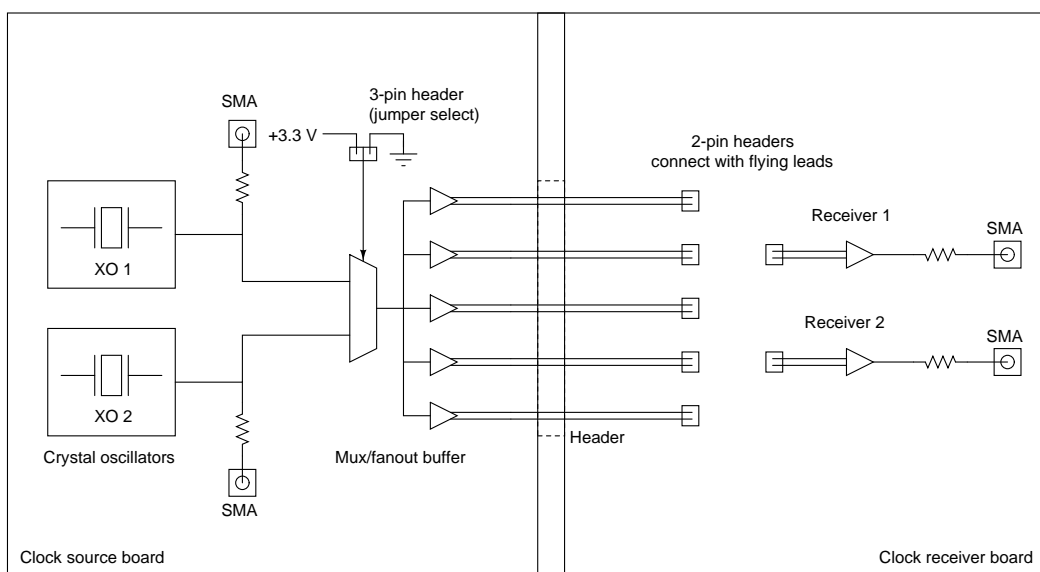 SMA
3-pin header
(jumper select)
+3.3 V
2-pin headers
connect with flying leads
XO 1
Receiver 1
SMA
Receiver 2
SMA
XO 2
Crystal oscillators
Mux/fanout buffer
Header
SMA
Clock source board
Clock receiver board